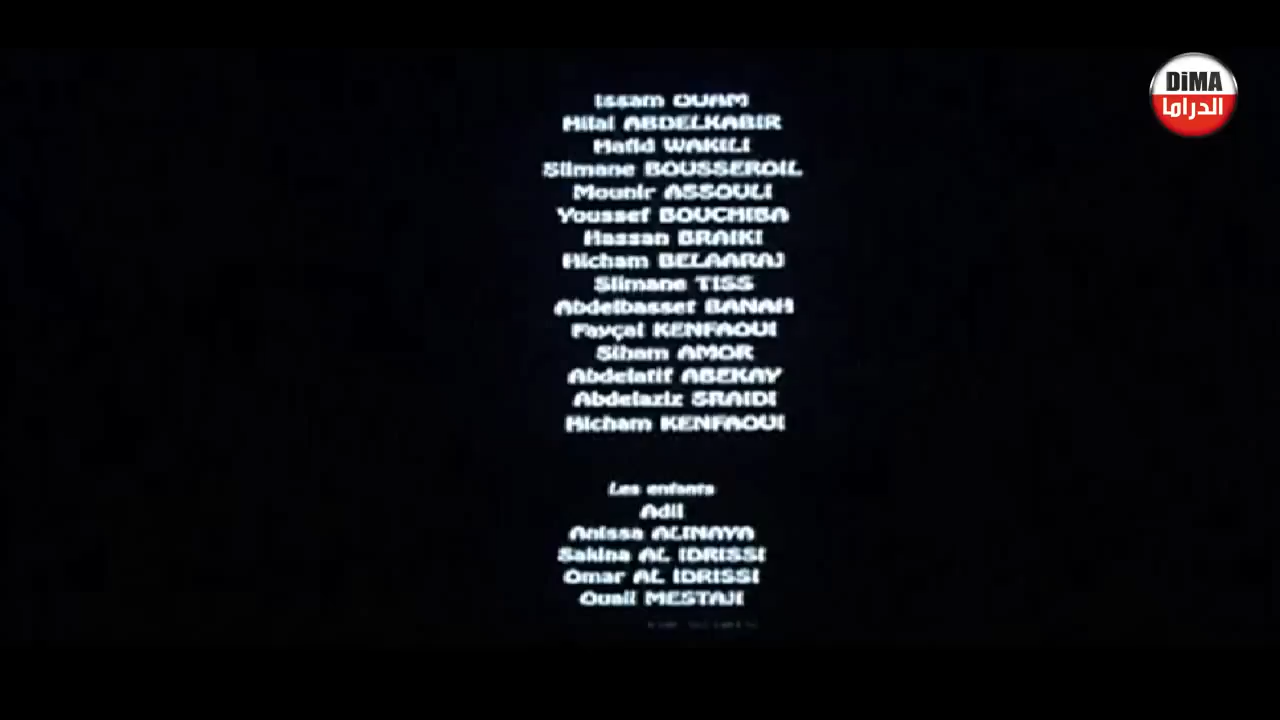 DiMA
الدراما
Issam OUAM
Hilal ABDELKABIR
Hafid WAKILI
Slimane BOUSSEROIL
Mounir ASSOULI
Youssef BOUCHIBA
Hassan BRAIKI
Hicham BELAARAJ
Slimane TISS
Abdelbasset BANAH
Fayçal KENFAOUI
Siham AMOR
Abdelatif ABEKAY
Abdelaziz SRAIDI
Hicham KENFAOUI
Les enfants
Adil
Anissa ALINAYA
Sakina AL IDRISSI
Omar AL IDRISSI
Ouail MESTAJI